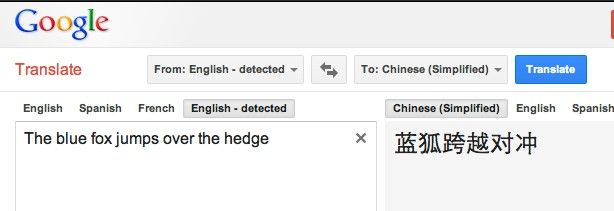 Google
Translate From: English - detected To: Chinese (Simplified) Translate
English Spanish French English - detected Chinese (Simplified) English Spanish
The blue fox jumps over the hedge × 蓝狐跨越对冲